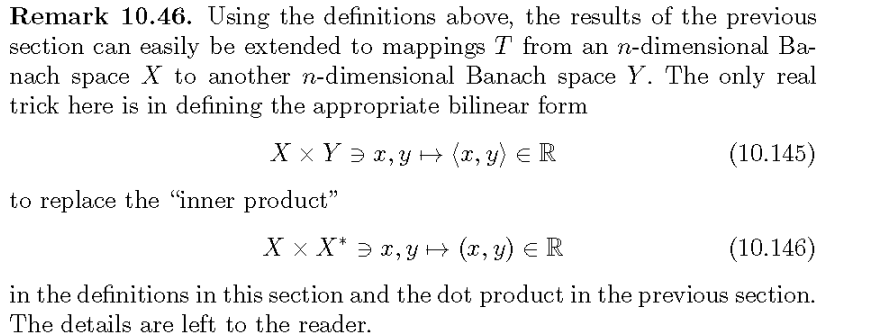 Remark 10.46. Using the definitions above, the results of the previous
section can easily be extended to mappings T from an n-dimensional Ba-
nach space X to another n-dimensional Banach space Y. The only real
trick here is in defining the appropriate bilinear form
X × Y ∋ x, y ↦ ⟨x, y⟩ ∈ ℝ (10.145)
to replace the “inner product”
X × X* ∋ x, y ↦ (x, y) ∈ ℝ (10.146)
in the definitions in this section and the dot product in the previous section.
The details are left to the reader.